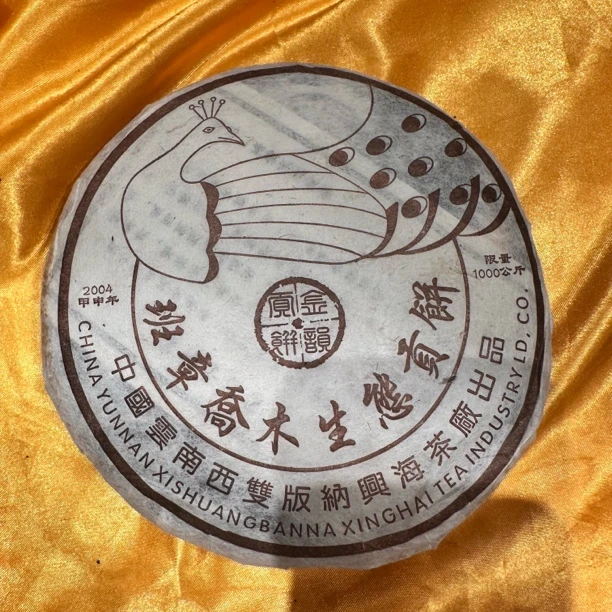 2004
甲申年
限量
1000公斤
金韻
貢餅
班章喬木生態貢餅
中國雲南西雙版納興海茶廠出品
CHINA YUNNAN XISHUANGBANNA XINGHAI TEA INDUSTRY LD. CO.